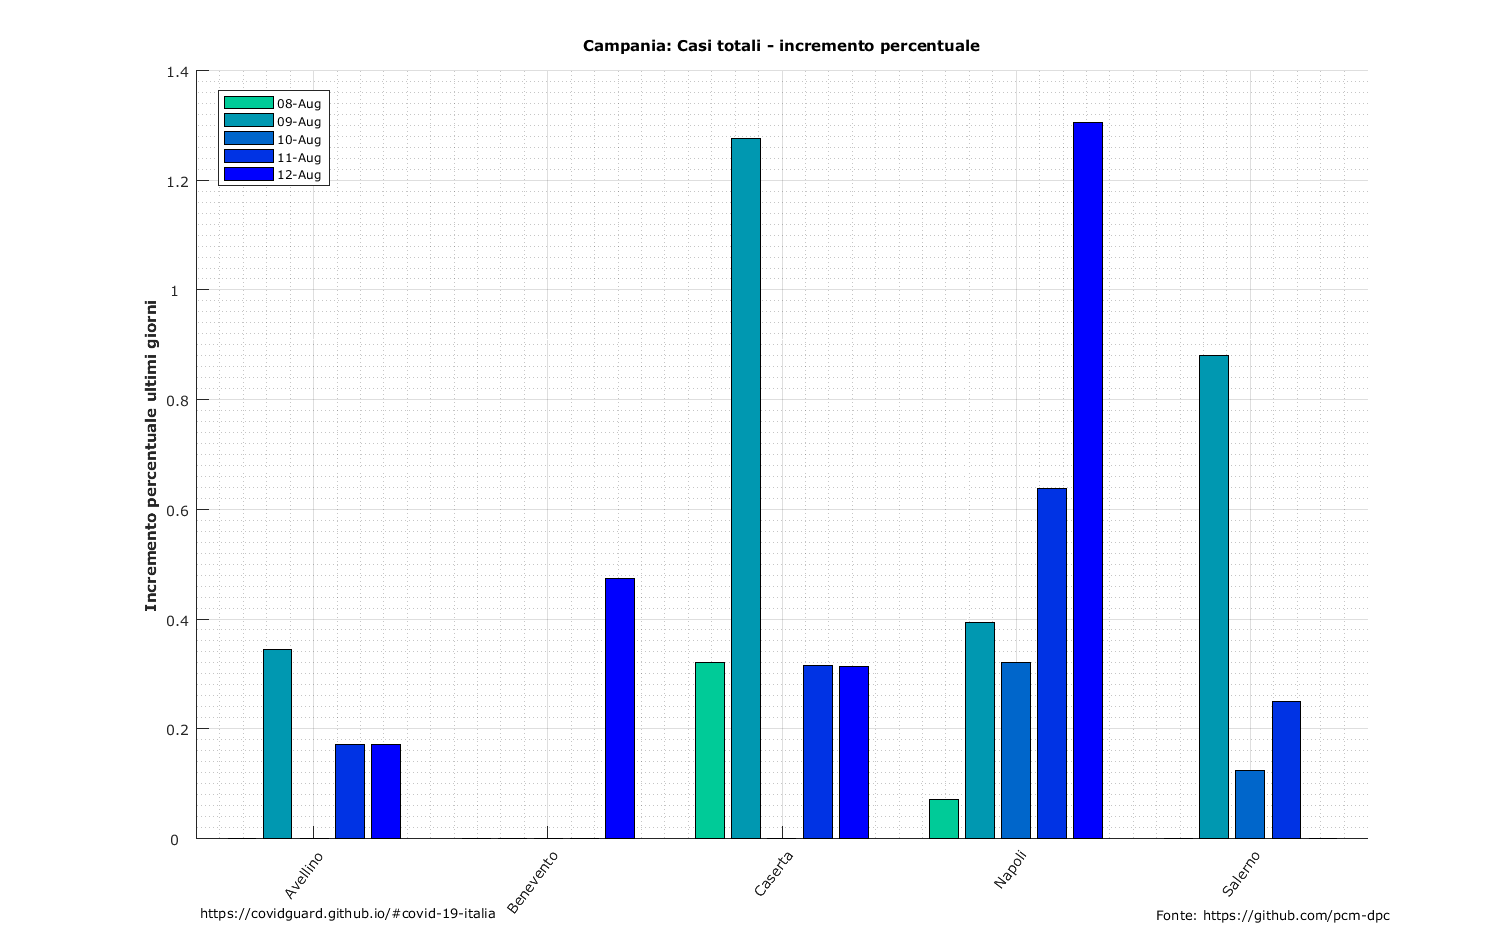 Campania: Casi totali - incremento percentuale
1.4
1.2
1
0.8
0.6
0.4
0.2
0
Incremento percentuale ultimi giorni
08-Aug
09-Aug
10-Aug
11-Aug
12-Aug
Avellino
Benevento
Caserta
Napoli
Salerno
https://covidguard.github.io/#covid-19-italia
Fonte: https://github.com/pcm-dpc